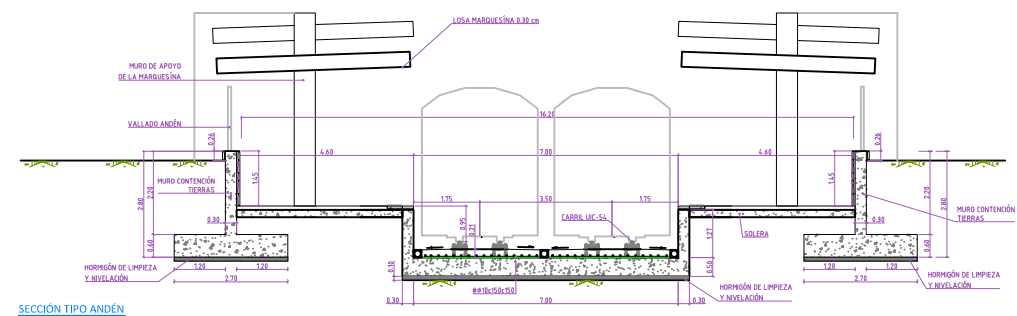 LOSA MARQUESÍNA 0.30 cm
MURO DE APOYO
DE LA MARQUESÍNA
VALLADO ANDÉN
16.20
0.26
0.26
4.60
7.00
4.60
2.80
2.20
1.45
1.45
2.20
2.80
MURO CONTENCIÓN
TIERRAS
1.75
3.50
1.75
MURO CONTENCIÓN
TIERRAS
0.30
0.95
0.21
CARRIL UIC-54
1.27
SOLERA
0.30
0.60
0.60
0.10
0.50
HORMIGÓN DE LIMPIEZA
Y NIVELACIÓN
1.20
1.20
2.70
#Ø10c150c150
HORMIGÓN DE LIMPIEZA
Y NIVELACIÓN
1.20
1.20
2.70
HORMIGÓN DE LIMPIEZA
Y NIVELACIÓN
0.30
7.00
0.30
SECCIÓN TIPO ANDÉN